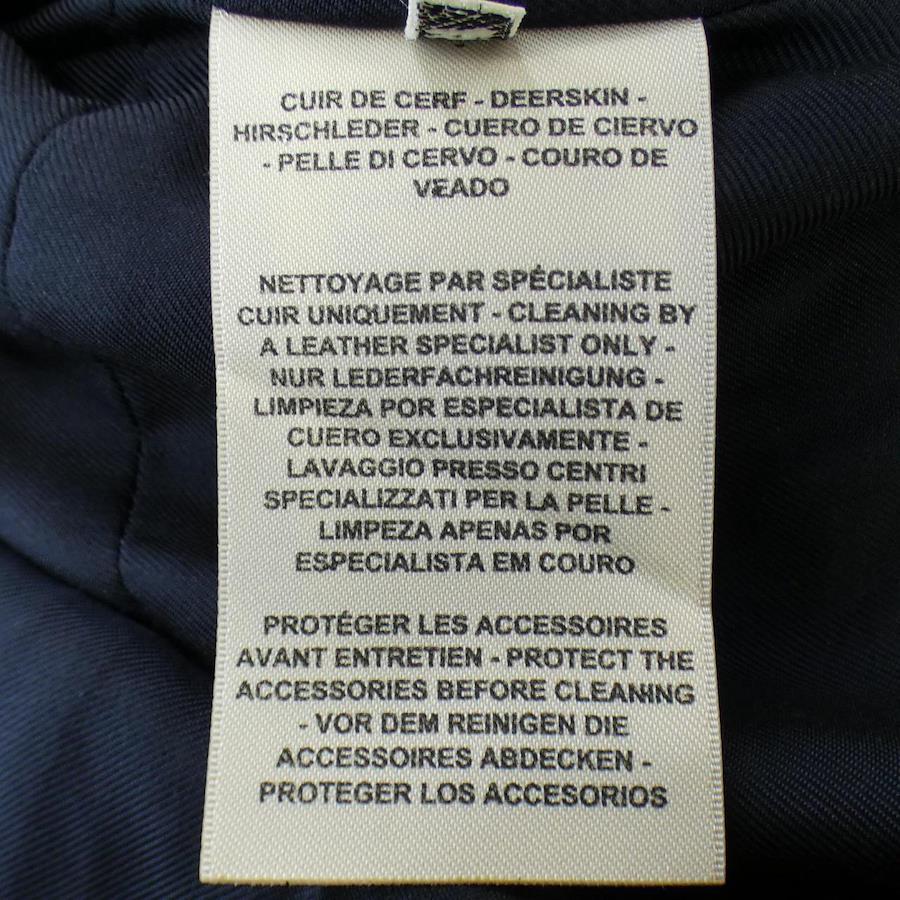 CUIR DE CERF - DEERSKIN -
HIRSCHLEDER - CUERO DE CIERVO
- PELLE DI CERVO - COURO DE
VEADO
NETTOYAGE PAR SPÉCIALISTE
CUIR UNIQUEMENT - CLEANING BY
A LEATHER SPECIALIST ONLY -
NUR LEDERFACHREINIGUNG -
LIMPIEZA POR ESPECIALISTA DE
CUERO EXCLUSIVAMENTE -
LAVAGGIO PRESSO CENTRI
SPECIALIZZATI PER LA PELLE -
LIMPEZA APENAS POR
ESPECIALISTA EM COURO
PROTÉGER LES ACCESSOIRES
AVANT ENTRETIEN - PROTECT THE
ACCESSORIES BEFORE CLEANING
- VOR DEM REINIGEN DIE
ACCESSOIRES ABDECKEN -
PROTEGER LOS ACCESORIOS